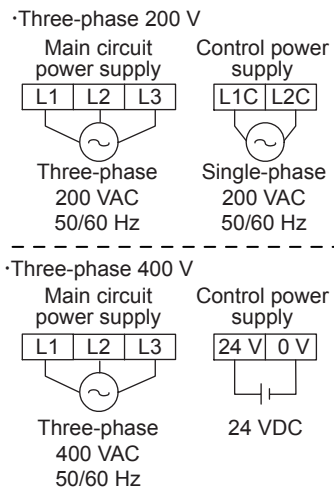 ·Three-phase 200 V
Main circuit
power supply
L1 L2 L3
Three-phase
200 VAC
50/60 Hz
Control power
supply
L1C L2C
Single-phase
200 VAC
50/60 Hz
·Three-phase 400 V
Main circuit
power supply
L1 L2 L3
Three-phase
400 VAC
50/60 Hz
Control power
supply
24 V 0 V
24 VDC